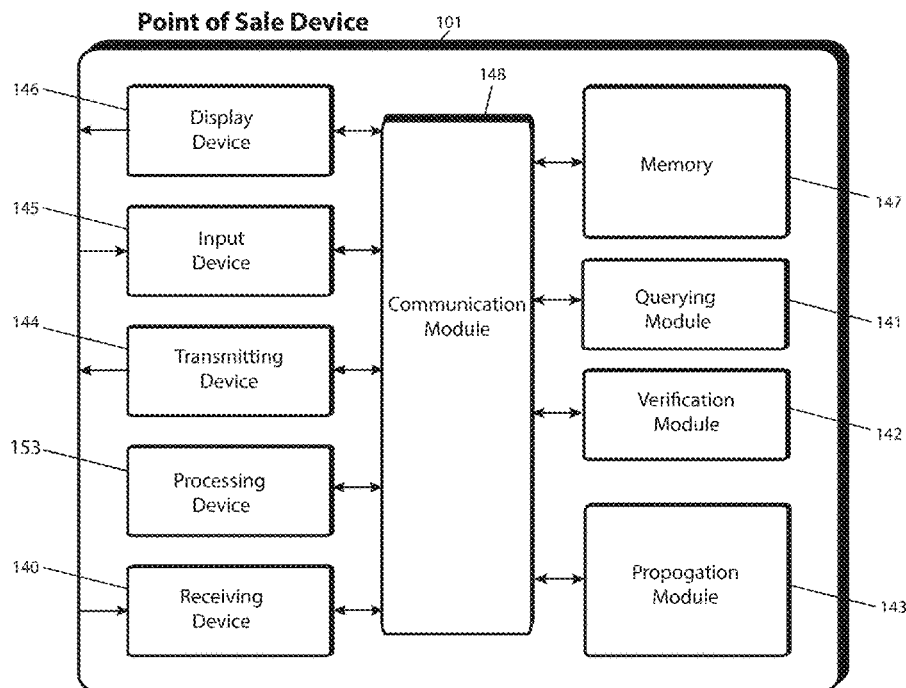 Point of Sale Device
101
146
Display
Device
145
Input
Device
144
Transmitting
Device
153
Processing
Device
140
Receiving
Device
148
Communication
Module
Memory
147
Querying
Module
141
Verification
Module
142
Propogation
Module
143